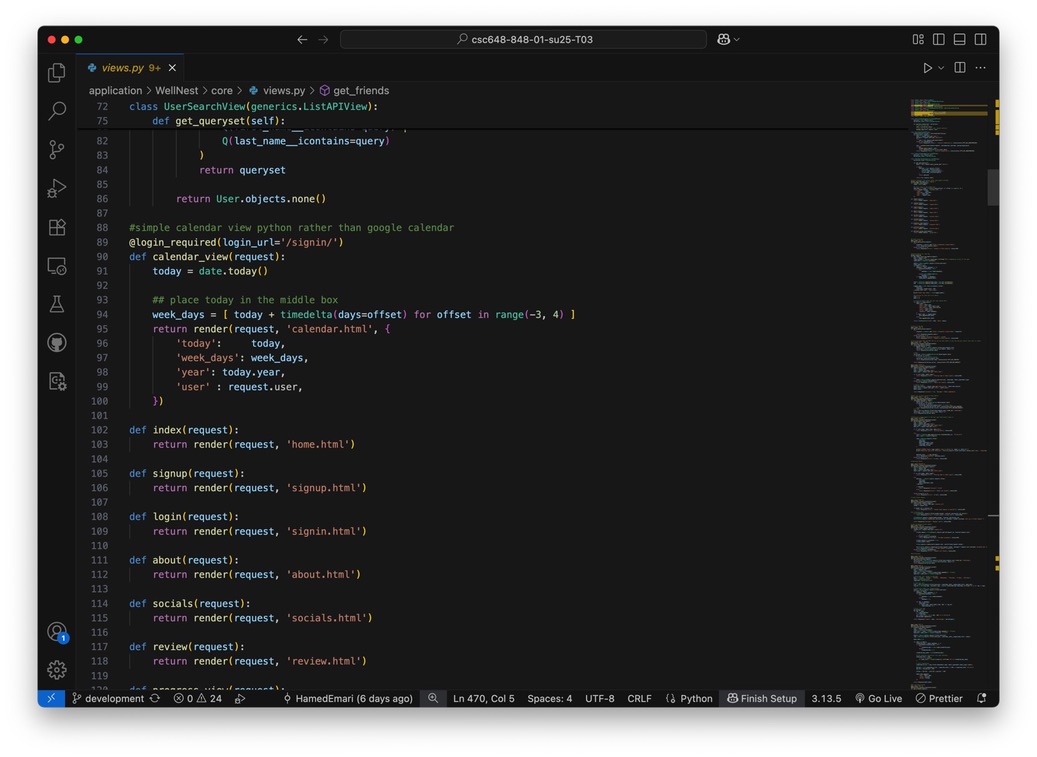 csc648-848-01-su25-T03
views.py 9+
application > WellNest > core > views.py > get_friends
72 class UserSearchView(generics.ListAPIView):
75 def get_queryset(self):
82 Q(last_name__icontains=query)
83 )
84 return queryset
85
86 return User.objects.none()
87
88 #simple calendar view python rather than google calendar
89 @login_required(login_url='/signin/')
90 def calendar_view(request):
91 today = date.today()
92
93 ## place today in the middle box
94 week_days = [ today + timedelta(days=offset) for offset in range(-3, 4) ]
95 return render(request, 'calendar.html', {
96 'today': today,
97 'week_days': week_days,
98 'year': today.year,
99 'user' : request.user,
100 })
101
102 def index(request):
103 return render(request, 'home.html')
104
105 def signup(request):
106 return render(request, 'signup.html')
107
108 def login(request):
109 return render(request, 'signin.html')
110
111 def about(request):
112 return render(request, 'about.html')
113
114 def socials(request):
115 return render(request, 'socials.html')
116
117 def review(request):
118 return render(request, 'review.html')
119
120 def progress_view(request):
1
development 0 24 HamedEmari (6 days ago) Ln 470, Col 5 Spaces: 4 UTF-8 CRLF Python Finish Setup 3.13.5 Go Live Prettier